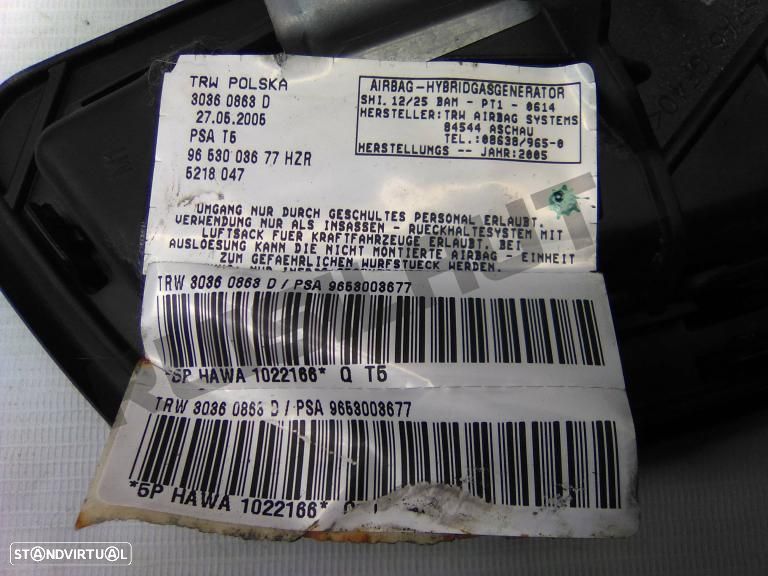 TRW POLSKA
3036 0863 D
27.05.2005
PSA T5
96 530 036 77 HZR
5218 047
AIRBAG-HYBRIDGASGENERATOR
SHI. 12/25 BAM - PT1 - 0614
HERSTELLER:TRW AIRBAG SYSTEMS
84544 ASCHAU
TEL.:08638/965-0
HERSTELLUNGS -- JAHR:2005
UMGANG NUR DURCH GESCHULTES PERSONAL ERLAUBT
VERWENDUNG NUR ALS INSASSEN - RUECKHALTESYSTEM MIT
LUFTSACK FUER KRAFTFAHRZEUGE ERLAUBT. BEI
AUSLOESUNG KANN DIE NICHT MONTIERTE AIRBAG - EINHEIT
ZUM GEFAEHRLICHEN WURFSTUECK WERDEN.
TRW 3036 0863 D / PSA 9653003677
*5P HAWA 1022166* Q T5
TRW 3036 0863 D / PSA 9653003677
*5P HAWA 1022166* Q
STANDVIRTUAL